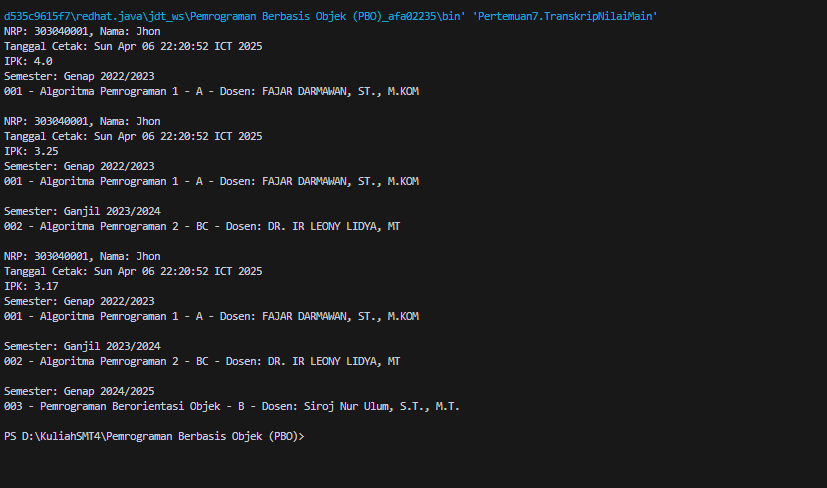 d535c9615f7\redhat.java\jdt_ws\Pemrograman Berbasis Objek (PBO)_afa02235\bin' 'Pertemuan7.TranskripNilaiMain'
NRP: 303040001, Nama: Jhon
Tanggal Cetak: Sun Apr 06 22:20:52 ICT 2025
IPK: 4.0
Semester: Genap 2022/2023
001 - Algoritma Pemrograman 1 - A - Dosen: FAJAR DARMAWAN, ST., M.KOM
NRP: 303040001, Nama: Jhon
Tanggal Cetak: Sun Apr 06 22:20:52 ICT 2025
IPK: 3.25
Semester: Genap 2022/2023
001 - Algoritma Pemrograman 1 - A - Dosen: FAJAR DARMAWAN, ST., M.KOM
Semester: Ganjil 2023/2024
002 - Algoritma Pemrograman 2 - BC - Dosen: DR. IR LEONY LIDYA, MT
NRP: 303040001, Nama: Jhon
Tanggal Cetak: Sun Apr 06 22:20:52 ICT 2025
IPK: 3.17
Semester: Genap 2022/2023
001 - Algoritma Pemrograman 1 - A - Dosen: FAJAR DARMAWAN, ST., M.KOM
Semester: Ganjil 2023/2024
002 - Algoritma Pemrograman 2 - BC - Dosen: DR. IR LEONY LIDYA, MT
Semester: Genap 2024/2025
003 - Pemrograman Berorientasi Objek - B - Dosen: Siroj Nur Ulum, S.T., M.T.
PS D:\KuliahSMT4\Pemrograman Berbasis Objek (PBO)>